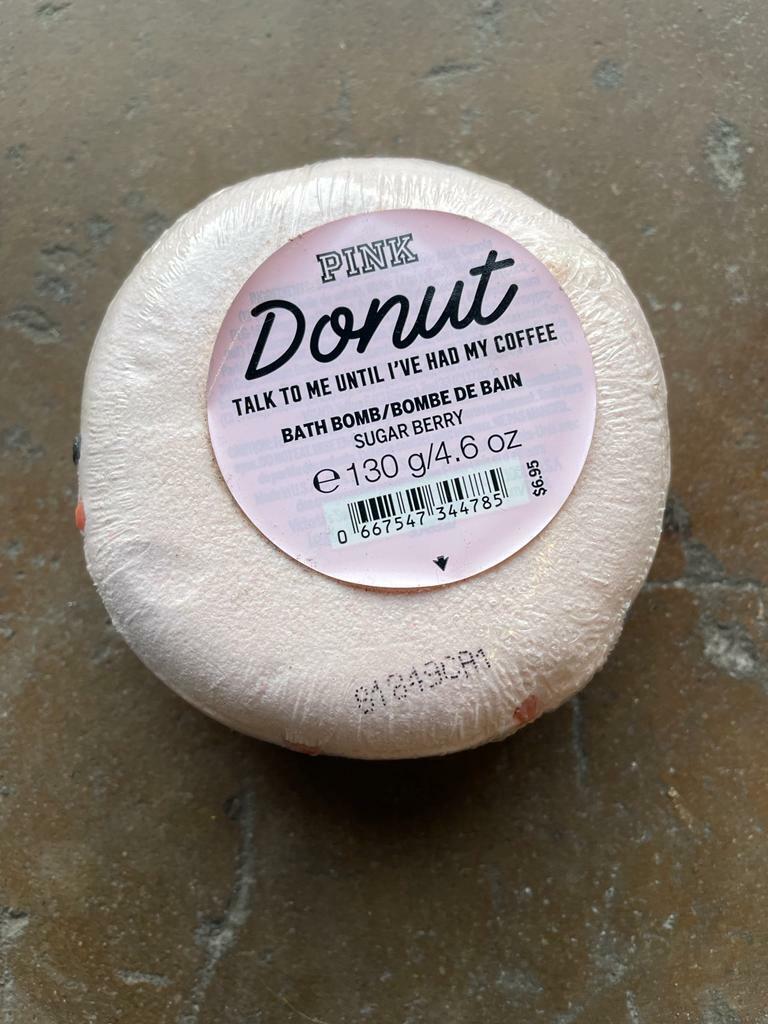 PINK
Donut
TALK TO ME UNTIL I'VE HAD MY COFFEE
BATH BOMB/BOMBE DE BAIN
SUGAR BERRY
℮ 130 g/4.6 oz
$6.95
0 667547 344785
81849CA1